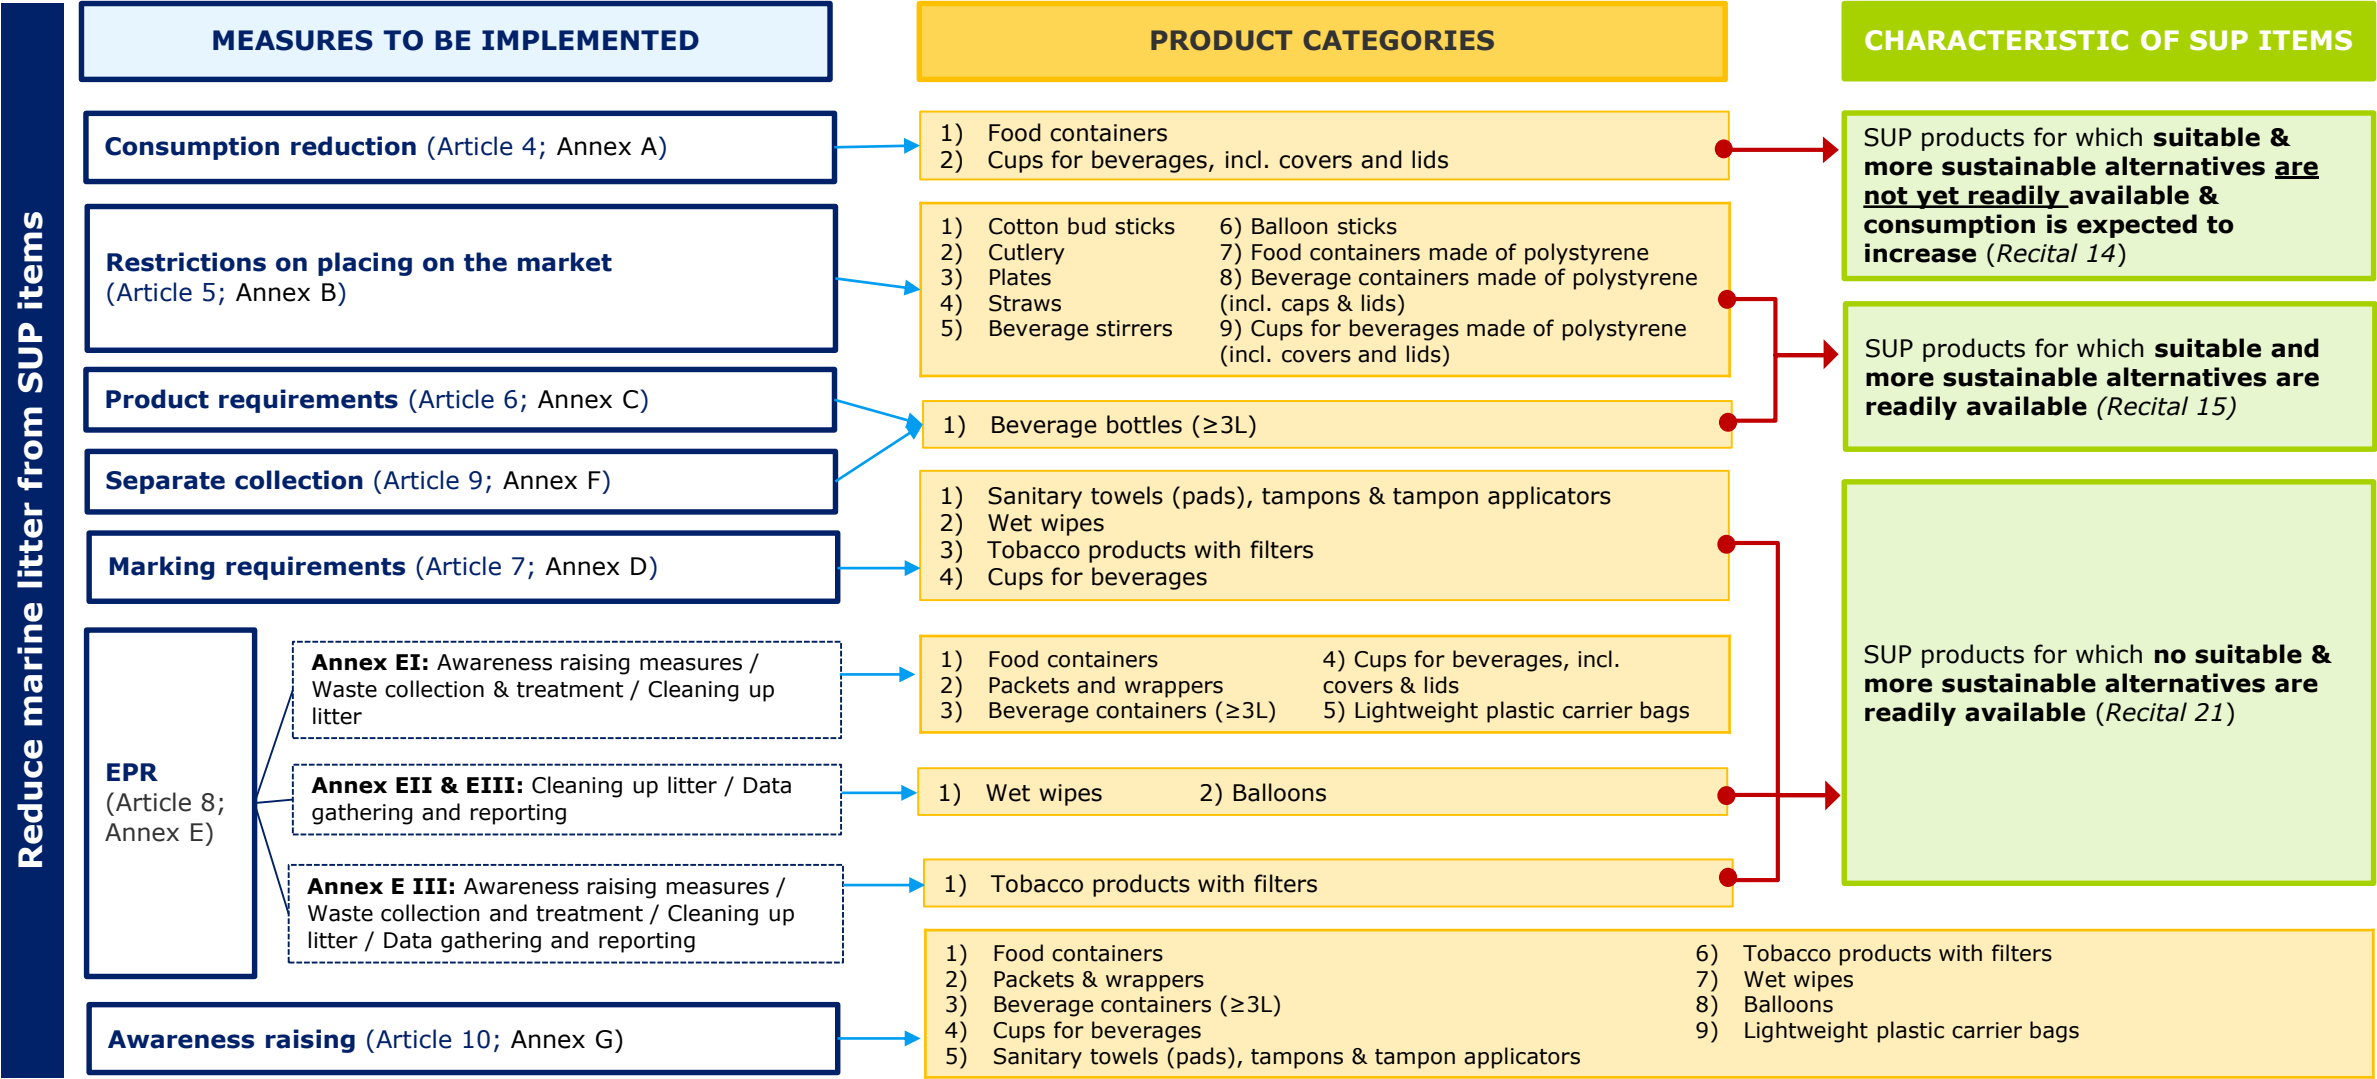 Reduce marine litter from SUP items
MEASURES TO BE IMPLEMENTED
PRODUCT CATEGORIES
CHARACTERISTIC OF SUP ITEMS
Consumption reduction (Article 4; Annex A)
1) Food containers
2) Cups for beverages, incl. covers and lids
SUP products for which suitable &
more sustainable alternatives are
not yet readily available &
consumption is expected to
increase (Recital 14)
Restrictions on placing on the market
(Article 5; Annex B)
1) Cotton bud sticks
2) Cutlery
3) Plates
4) Straws
5) Beverage stirrers
6) Balloon sticks
7) Food containers made of polystyrene
8) Beverage containers made of polystyrene
(incl. caps & lids)
9) Cups for beverages made of polystyrene
(incl. covers and lids)
SUP products for which suitable and
more sustainable alternatives are
readily available (Recital 15)
Product requirements (Article 6; Annex C)
1) Beverage bottles (≥3L)
Separate collection (Article 9; Annex F)
Marking requirements (Article 7; Annex D)
1) Sanitary towels (pads), tampons & tampon applicators
2) Wet wipes
3) Tobacco products with filters
4) Cups for beverages
SUP products for which no suitable &
more sustainable alternatives are
readily available (Recital 21)
EPR
(Article 8;
Annex E)
Annex EI: Awareness raising measures /
Waste collection & treatment / Cleaning up
litter
1) Food containers
2) Packets and wrappers
3) Beverage containers (≥3L)
4) Cups for beverages, incl.
covers & lids
5) Lightweight plastic carrier bags
Annex EII & EIII: Cleaning up litter / Data
gathering and reporting
1) Wet wipes
2) Balloons
Annex E III: Awareness raising measures /
Waste collection and treatment / Cleaning up
litter / Data gathering and reporting
1) Tobacco products with filters
Awareness raising (Article 10; Annex G)
1) Food containers
2) Packets & wrappers
3) Beverage containers (≥3L)
4) Cups for beverages
5) Sanitary towels (pads), tampons & tampon applicators
6) Tobacco products with filters
7) Wet wipes
8) Balloons
9) Lightweight plastic carrier bags